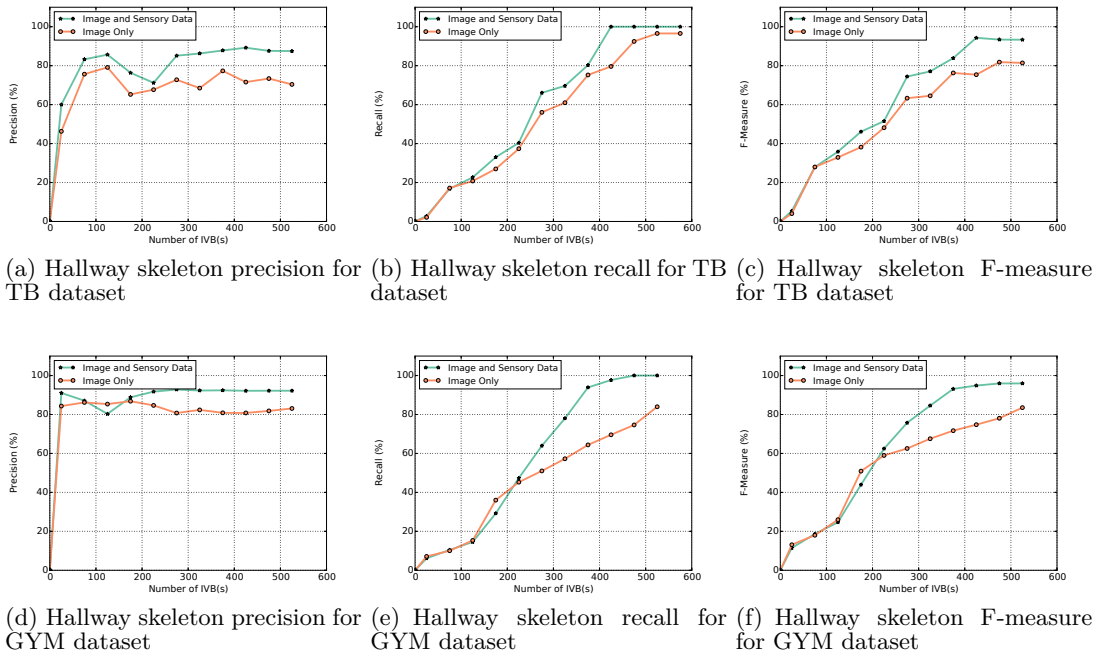 Image and Sensory Data
Image Only
Precision (%)
120
100
80
60
40
20
0
0 100 200 300 400 500 600
Number of IVB(s)
(a) Hallway skeleton precision for
TB dataset
Image and Sensory Data
Image Only
Recall (%)
100
80
60
40
20
0
0 100 200 300 400 500 600
Number of IVB(s)
(b) Hallway skeleton recall for TB
dataset
Image and Sensory Data
Image Only
F-Measure (%)
100
80
60
40
20
0
0 100 200 300 400 500 600
Number of IVB(s)
(c) Hallway skeleton F-measure
for TB dataset
Image and Sensory Data
Image Only
Precision (%)
100
80
60
40
20
0
0 100 200 300 400 500 600
Number of IVB(s)
(d) Hallway skeleton precision for
GYM dataset
Image and Sensory Data
Image Only
Recall (%)
100
80
60
40
20
0
0 100 200 300 400 500 600
Number of IVB(s)
(e) Hallway skeleton recall for
GYM dataset
Image and Sensory Data
Image Only
F-Measure (%)
100
80
60
40
20
0
0 100 200 300 400 500 600
Number of IVB(s)
(f) Hallway skeleton F-measure
for GYM dataset